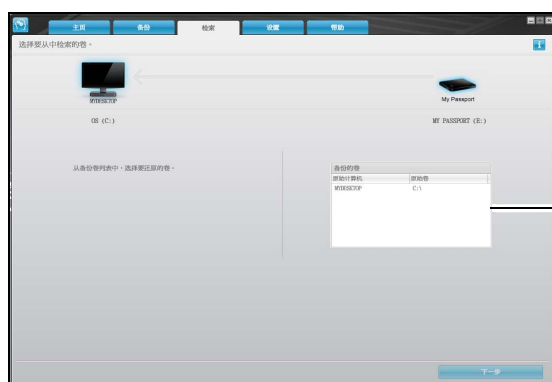 主页 备份 检索 设置 帮助
选择要从中检索的卷。
MYDESKTOP
My Passport
OS (C:)
MY PASSPORT (E:)
从备份卷列表中,选择要还原的卷。
备份的卷
原始计算机 原始卷
MYDESKTOP C:\
下一步